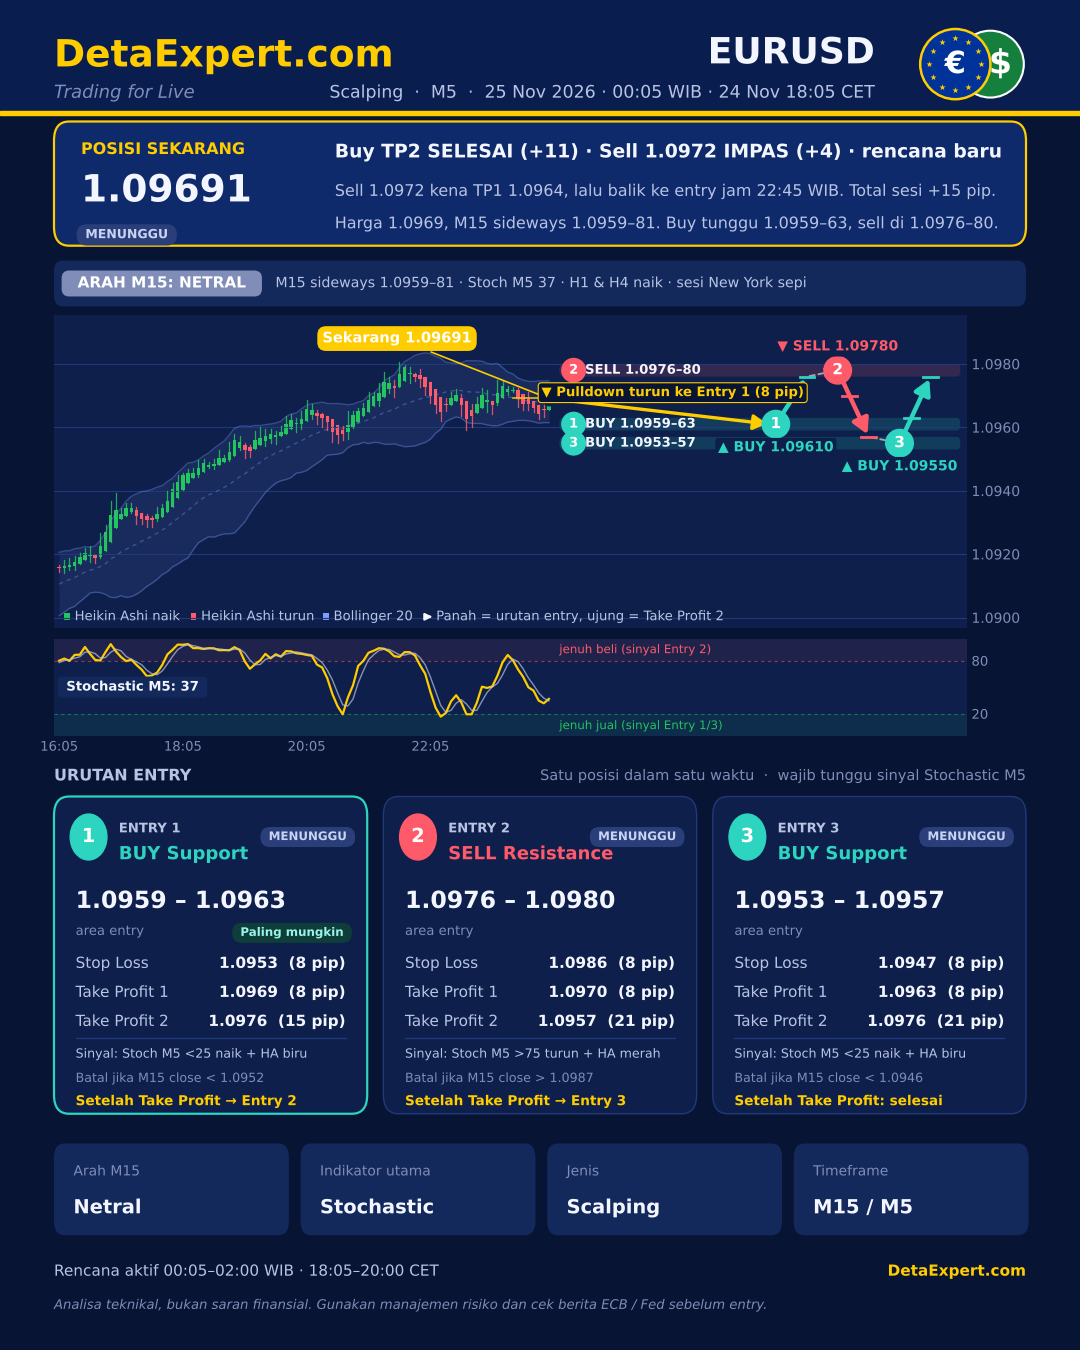 DetaExpert.com
EURUSD
€ $
Trading for Live
Scalping · M5 · 25 Nov 2026 · 00:05 WIB · 24 Nov 18:05 CET
POSISI SEKARANG
1.09691
MENUNGGU
Buy TP2 SELESAI (+11) · Sell 1.0972 IMPAS (+4) · rencana baru
Sell 1.0972 kena TP1 1.0964, lalu balik ke entry jam 22:45 WIB. Total sesi +15 pip.
Harga 1.0969, M15 sideways 1.0959–81. Buy tunggu 1.0959–63, sell di 1.0976–80.
ARAH M15: NETRAL
M15 sideways 1.0959–81 · Stoch M5 37 · H1 & H4 naik · sesi New York sepi
Sekarang 1.09691
▼ SELL 1.09780
2 SELL 1.0976–80
2
▼ Pulldown turun ke Entry 1 (8 pip)
1 BUY 1.0959–63
1
3 BUY 1.0953–57
▲ BUY 1.09610
3
▲ BUY 1.09550
1.0980
1.0960
1.0940
1.0920
1.0900
Heikin Ashi naik Heikin Ashi turun Bollinger 20 Panah = urutan entry, ujung = Take Profit 2
jenuh beli (sinyal Entry 2)
80
Stochastic M5: 37
20
jenuh jual (sinyal Entry 1/3)
16:05 18:05 20:05 22:05
URUTAN ENTRY
Satu posisi dalam satu waktu · wajib tunggu sinyal Stochastic M5
1
ENTRY 1
MENUNGGU
BUY Support
1.0959 – 1.0963
area entry
Paling mungkin
Stop Loss 1.0953 (8 pip)
Take Profit 1 1.0969 (8 pip)
Take Profit 2 1.0976 (15 pip)
Sinyal: Stoch M5 <25 naik + HA biru
Batal jika M15 close < 1.0952
Setelah Take Profit → Entry 2
2
ENTRY 2
MENUNGGU
SELL Resistance
1.0976 – 1.0980
area entry
Stop Loss 1.0986 (8 pip)
Take Profit 1 1.0970 (8 pip)
Take Profit 2 1.0957 (21 pip)
Sinyal: Stoch M5 >75 turun + HA merah
Batal jika M15 close > 1.0987
Setelah Take Profit → Entry 3
3
ENTRY 3
MENUNGGU
BUY Support
1.0953 – 1.0957
area entry
Stop Loss 1.0947 (8 pip)
Take Profit 1 1.0963 (8 pip)
Take Profit 2 1.0976 (21 pip)
Sinyal: Stoch M5 <25 naik + HA biru
Batal jika M15 close < 1.0946
Setelah Take Profit: selesai
Arah M15
Netral
Indikator utama
Stochastic
Jenis
Scalping
Timeframe
M15 / M5
Rencana aktif 00:05–02:00 WIB · 18:05–20:00 CET
DetaExpert.com
Analisa teknikal, bukan saran finansial. Gunakan manajemen risiko dan cek berita ECB / Fed sebelum entry.